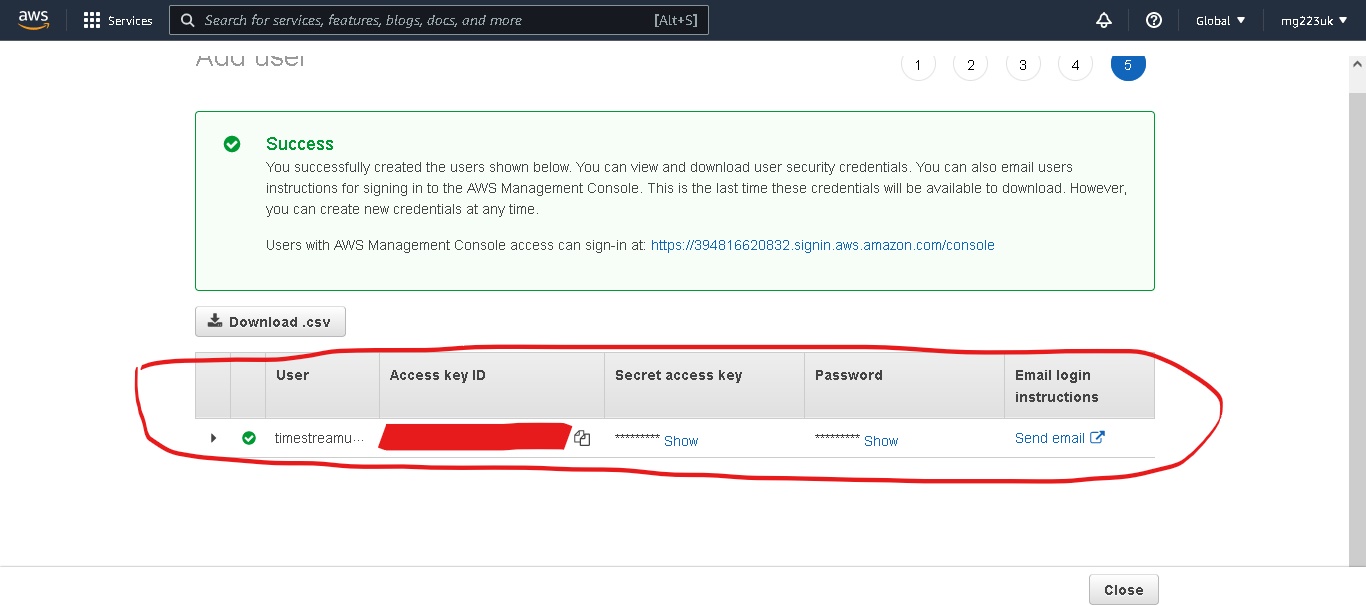 aws
Services
Search for services, features, blogs, docs, and more [Alt+S]
Global
mg223uk
Add user
1 2 3 4 5
Success
You successfully created the users shown below. You can view and download user security credentials. You can also email users
instructions for signing in to the AWS Management Console. This is the last time these credentials will be available to download. However,
you can create new credentials at any time.
Users with AWS Management Console access can sign-in at: https://394816620832.signin.aws.amazon.com/console
Download .csv
User Access key ID Secret access key Password Email login
instructions
timestreamu... ********* Show ********* Show Send email
Close